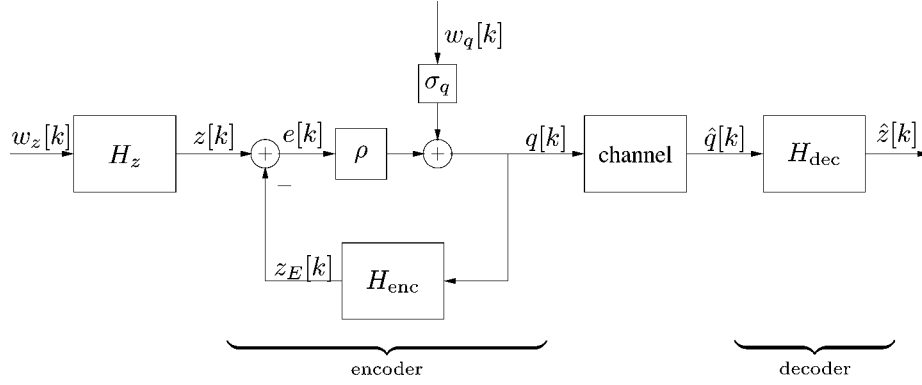 w_q[k]
σ_q
w_z[k] H_z z[k] + e[k] ρ + q[k] channel q̂[k] H_dec ẑ[k]
−
z_E[k] H_enc
encoder decoder